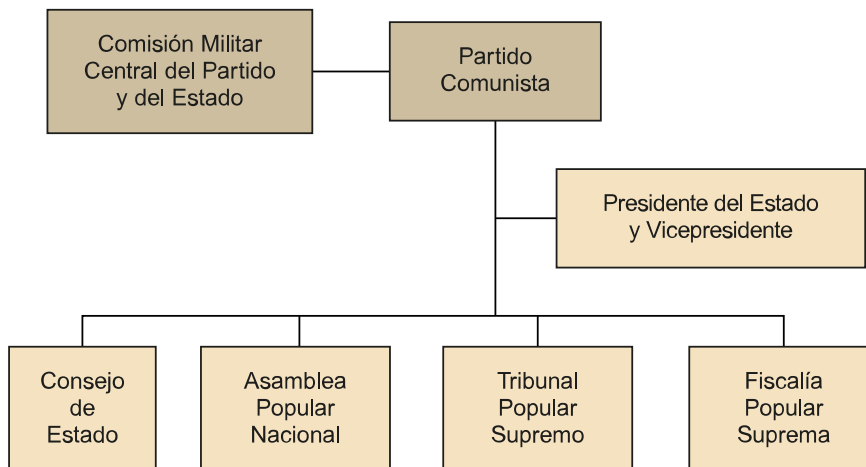 Comisión Militar
Central del Partido
y del Estado
Partido
Comunista
Presidente del Estado
y Vicepresidente
Consejo
de
Estado
Asamblea
Popular
Nacional
Tribunal
Popular
Supremo
Fiscalía
Popular
Suprema